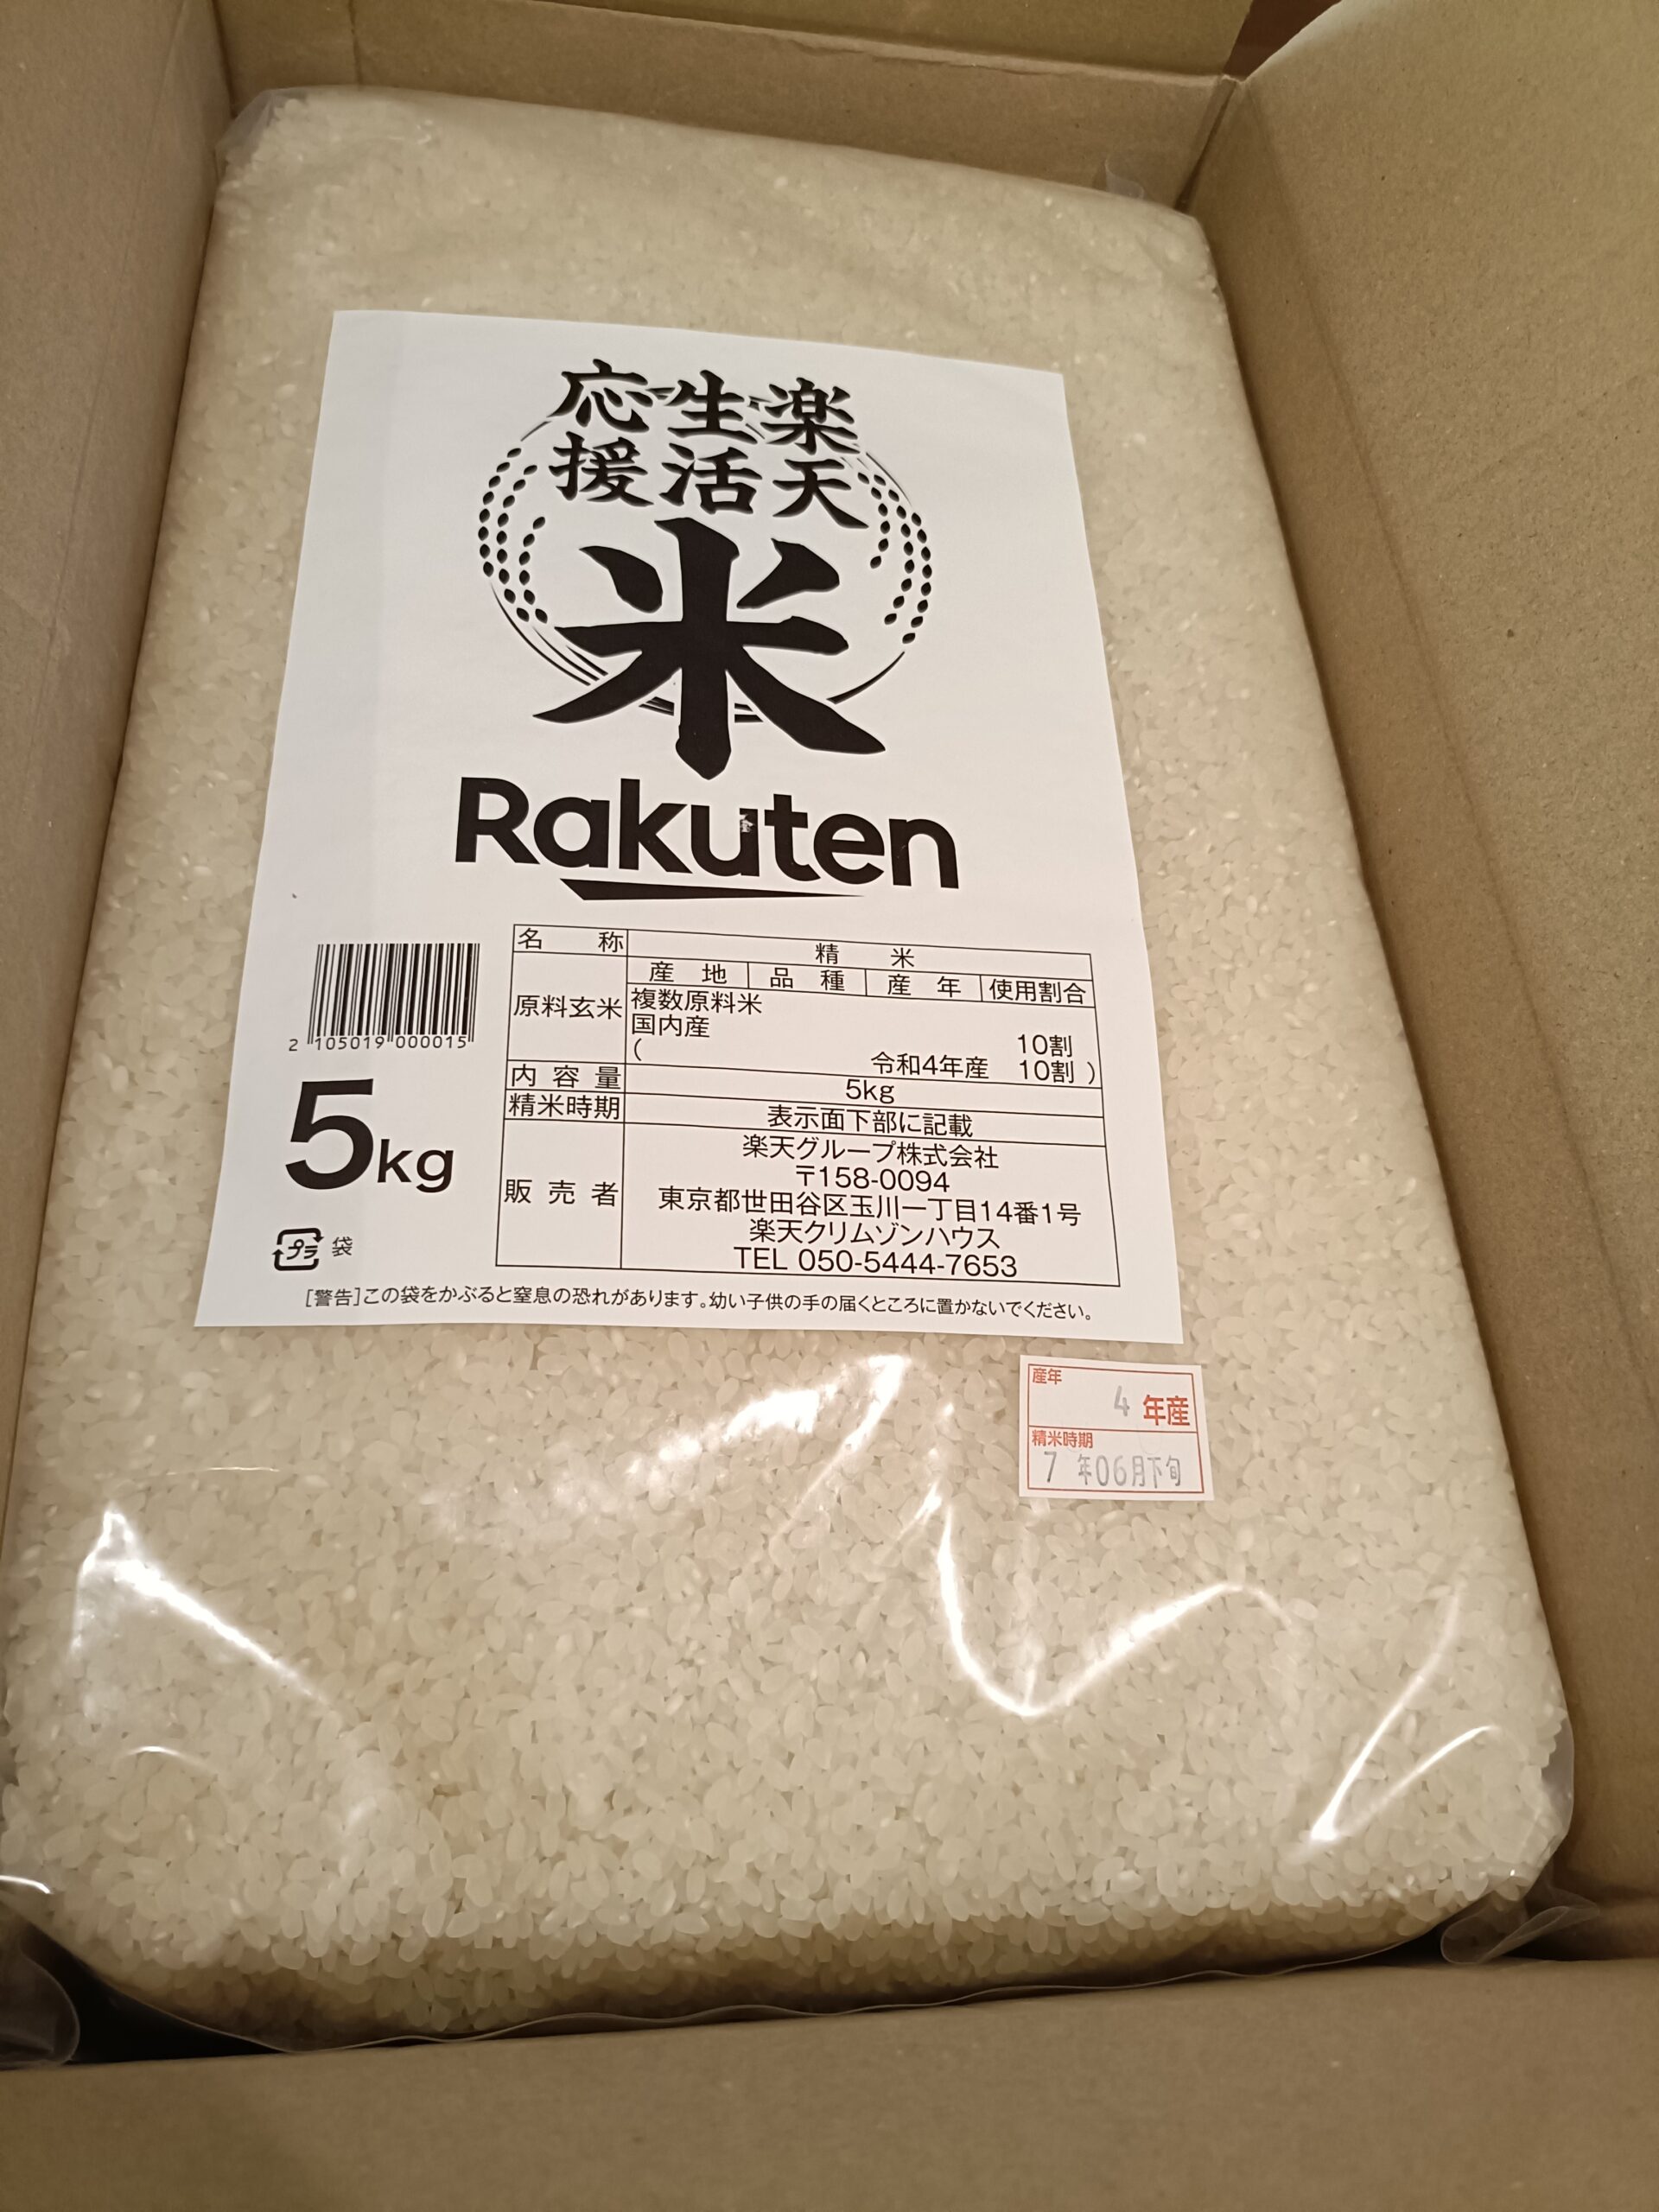 楽天
生活
応援
米
Rakuten
名称 精米
原料玄米 産地 品種 産年 使用割合
複数原料米
国内産 10割
( 令和4年産 10割 )
内容量 5kg
精米時期 表示面下部に記載
販売者 楽天グループ株式会社
〒158-0094
東京都世田谷区玉川一丁目14番1号
楽天クリムゾンハウス
TEL 050-5444-7653
2 105019 000015
5kg
プラ 袋
[警告]この袋をかぶると窒息の恐れがあります。幼い子供の手の届くところに置かないでください。
産年
4 年産
精米時期
7 年06月下旬